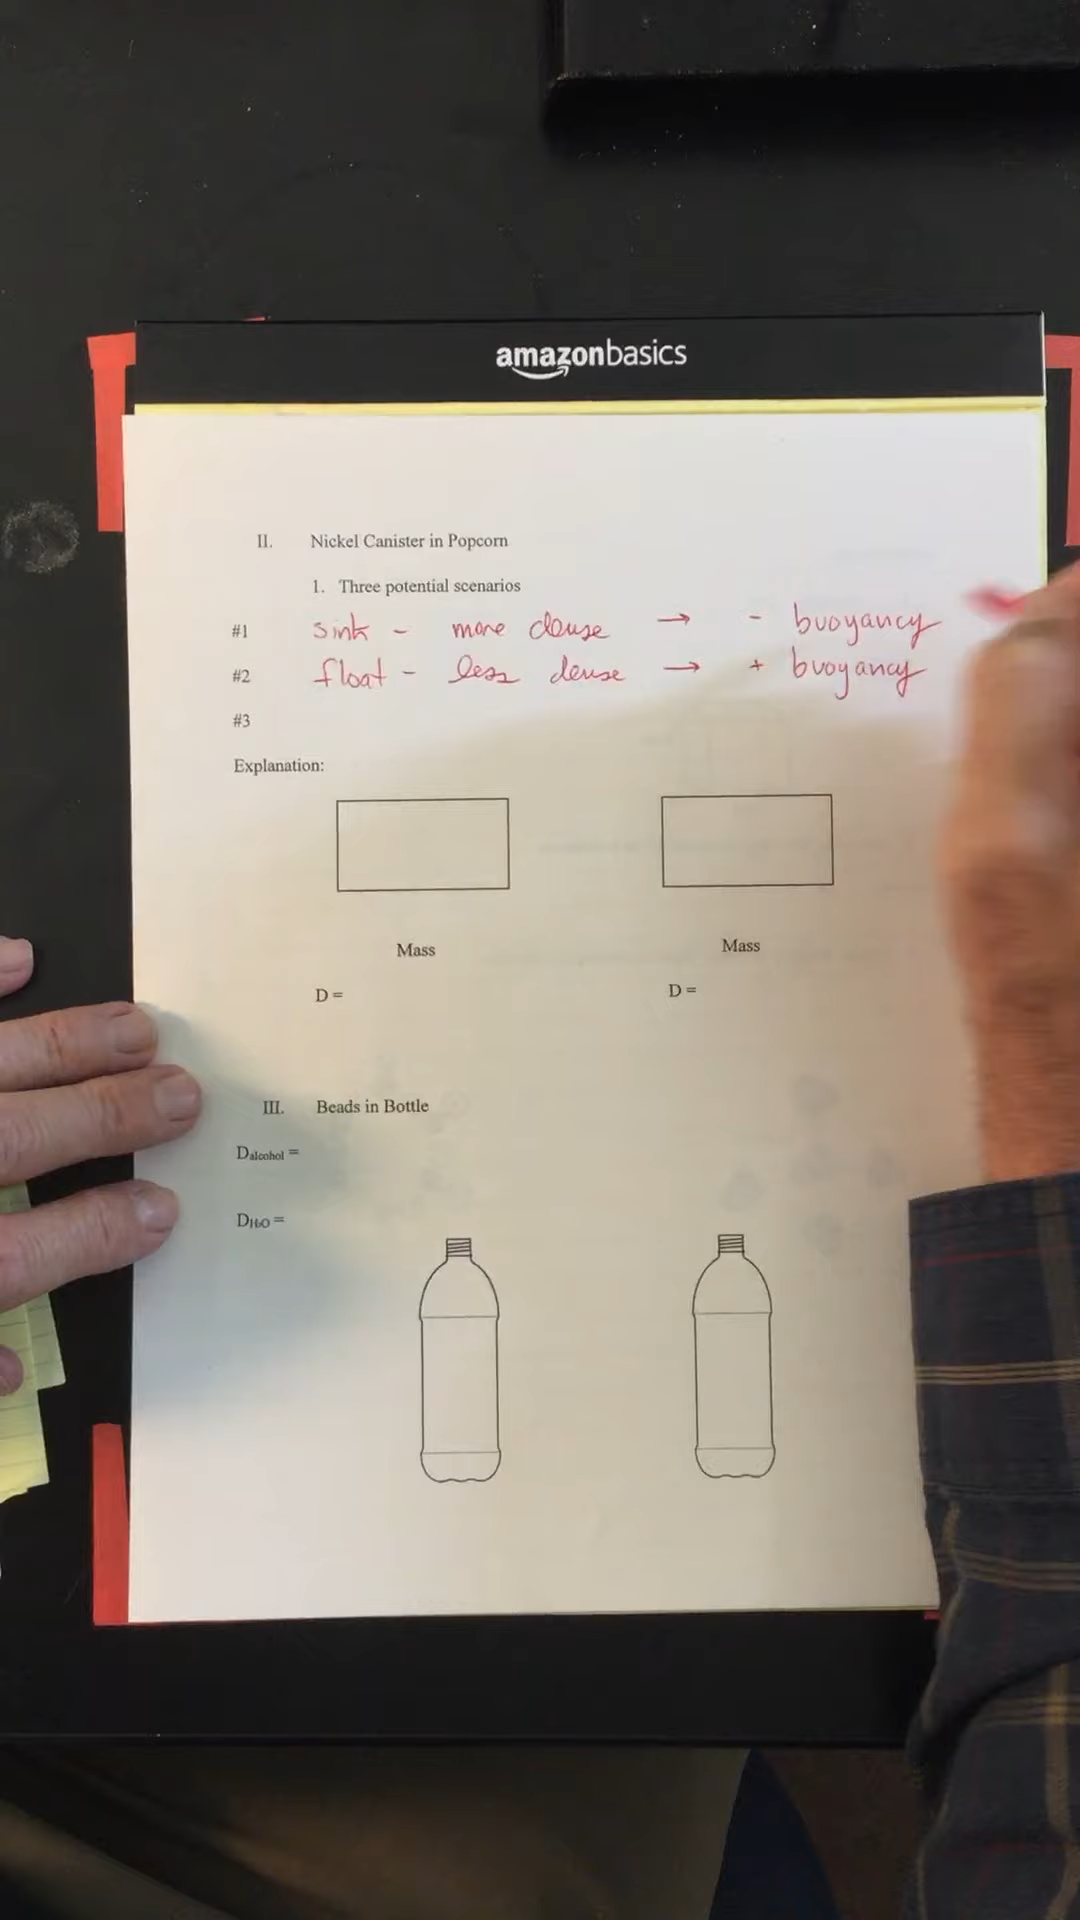 amazonbasics
II. Nickel Canister in Popcorn
1. Three potential scenarios
#1 sink - more dense → - buoyancy
#2 float - less dense → + buoyancy
#3
Explanation:
Mass Mass
D = D =
III. Beads in Bottle
Dalcohol =
DH₂O =